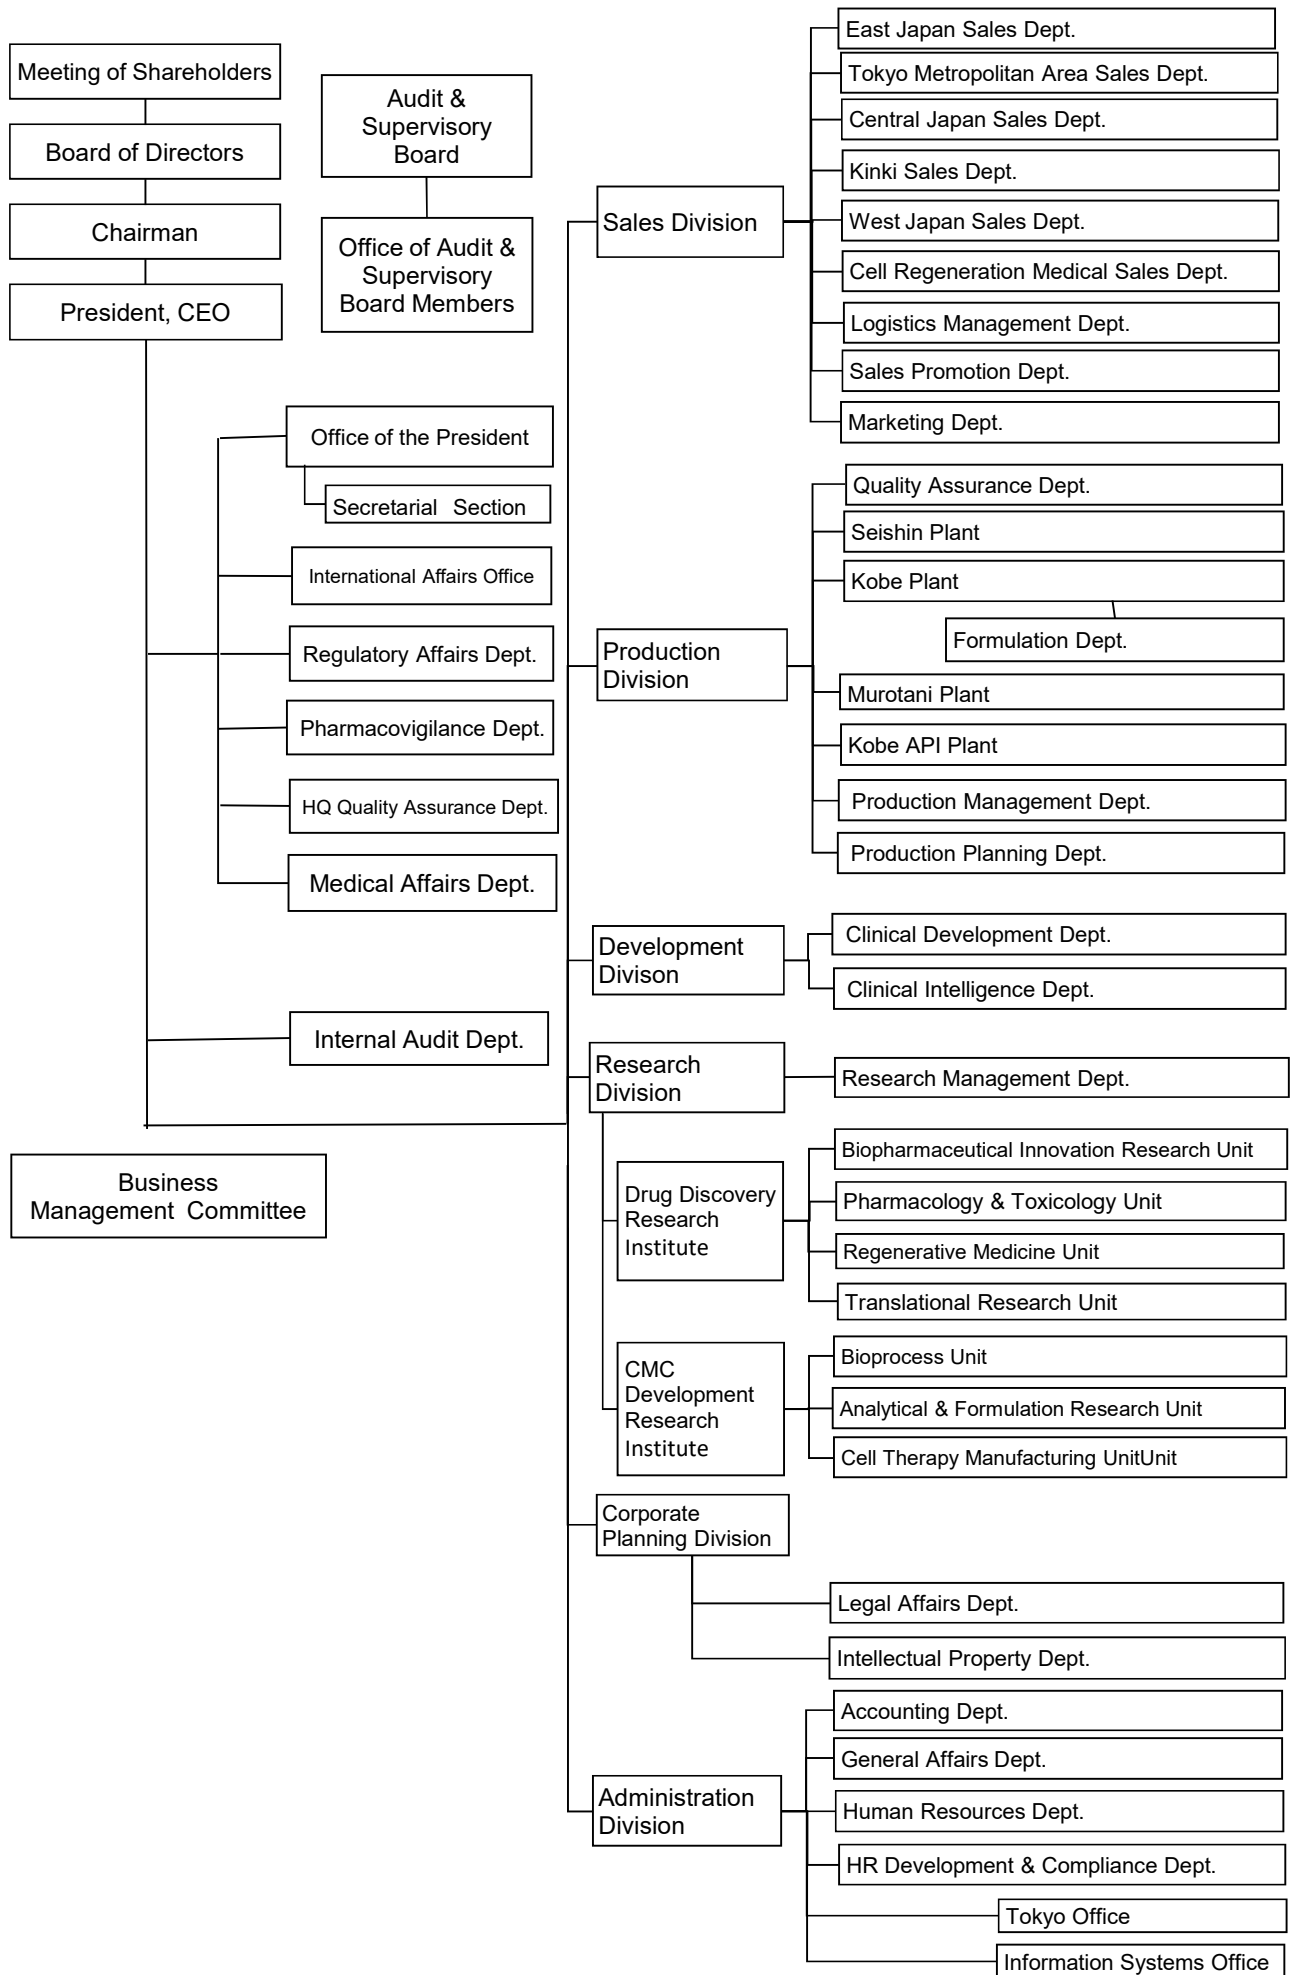 Meeting of Shareholders
Board of Directors
Chairman
President, CEO
Audit &
Supervisory
Board
Office of Audit &
Supervisory
Board Members
Office of the President
Secretarial Section
International Affairs Office
Regulatory Affairs Dept.
Pharmacovigilance Dept.
HQ Quality Assurance Dept.
Medical Affairs Dept.
Internal Audit Dept.
Business
Management Committee
Sales Division
East Japan Sales Dept.
Tokyo Metropolitan Area Sales Dept.
Central Japan Sales Dept.
Kinki Sales Dept.
West Japan Sales Dept.
Cell Regeneration Medical Sales Dept.
Logistics Management Dept.
Sales Promotion Dept.
Marketing Dept.
Production
Division
Quality Assurance Dept.
Seishin Plant
Kobe Plant
Formulation Dept.
Murotani Plant
Kobe API Plant
Production Management Dept.
Production Planning Dept.
Development
Divison
Clinical Development Dept.
Clinical Intelligence Dept.
Research
Division
Research Management Dept.
Drug Discovery
Research
Institute
Biopharmaceutical Innovation Research Unit
Pharmacology & Toxicology Unit
Regenerative Medicine Unit
Translational Research Unit
CMC
Development
Research
Institute
Bioprocess Unit
Analytical & Formulation Research Unit
Cell Therapy Manufacturing UnitUnit
Corporate
Planning Division
Legal Affairs Dept.
Intellectual Property Dept.
Administration
Division
Accounting Dept.
General Affairs Dept.
Human Resources Dept.
HR Development & Compliance Dept.
Tokyo Office
Information Systems Office